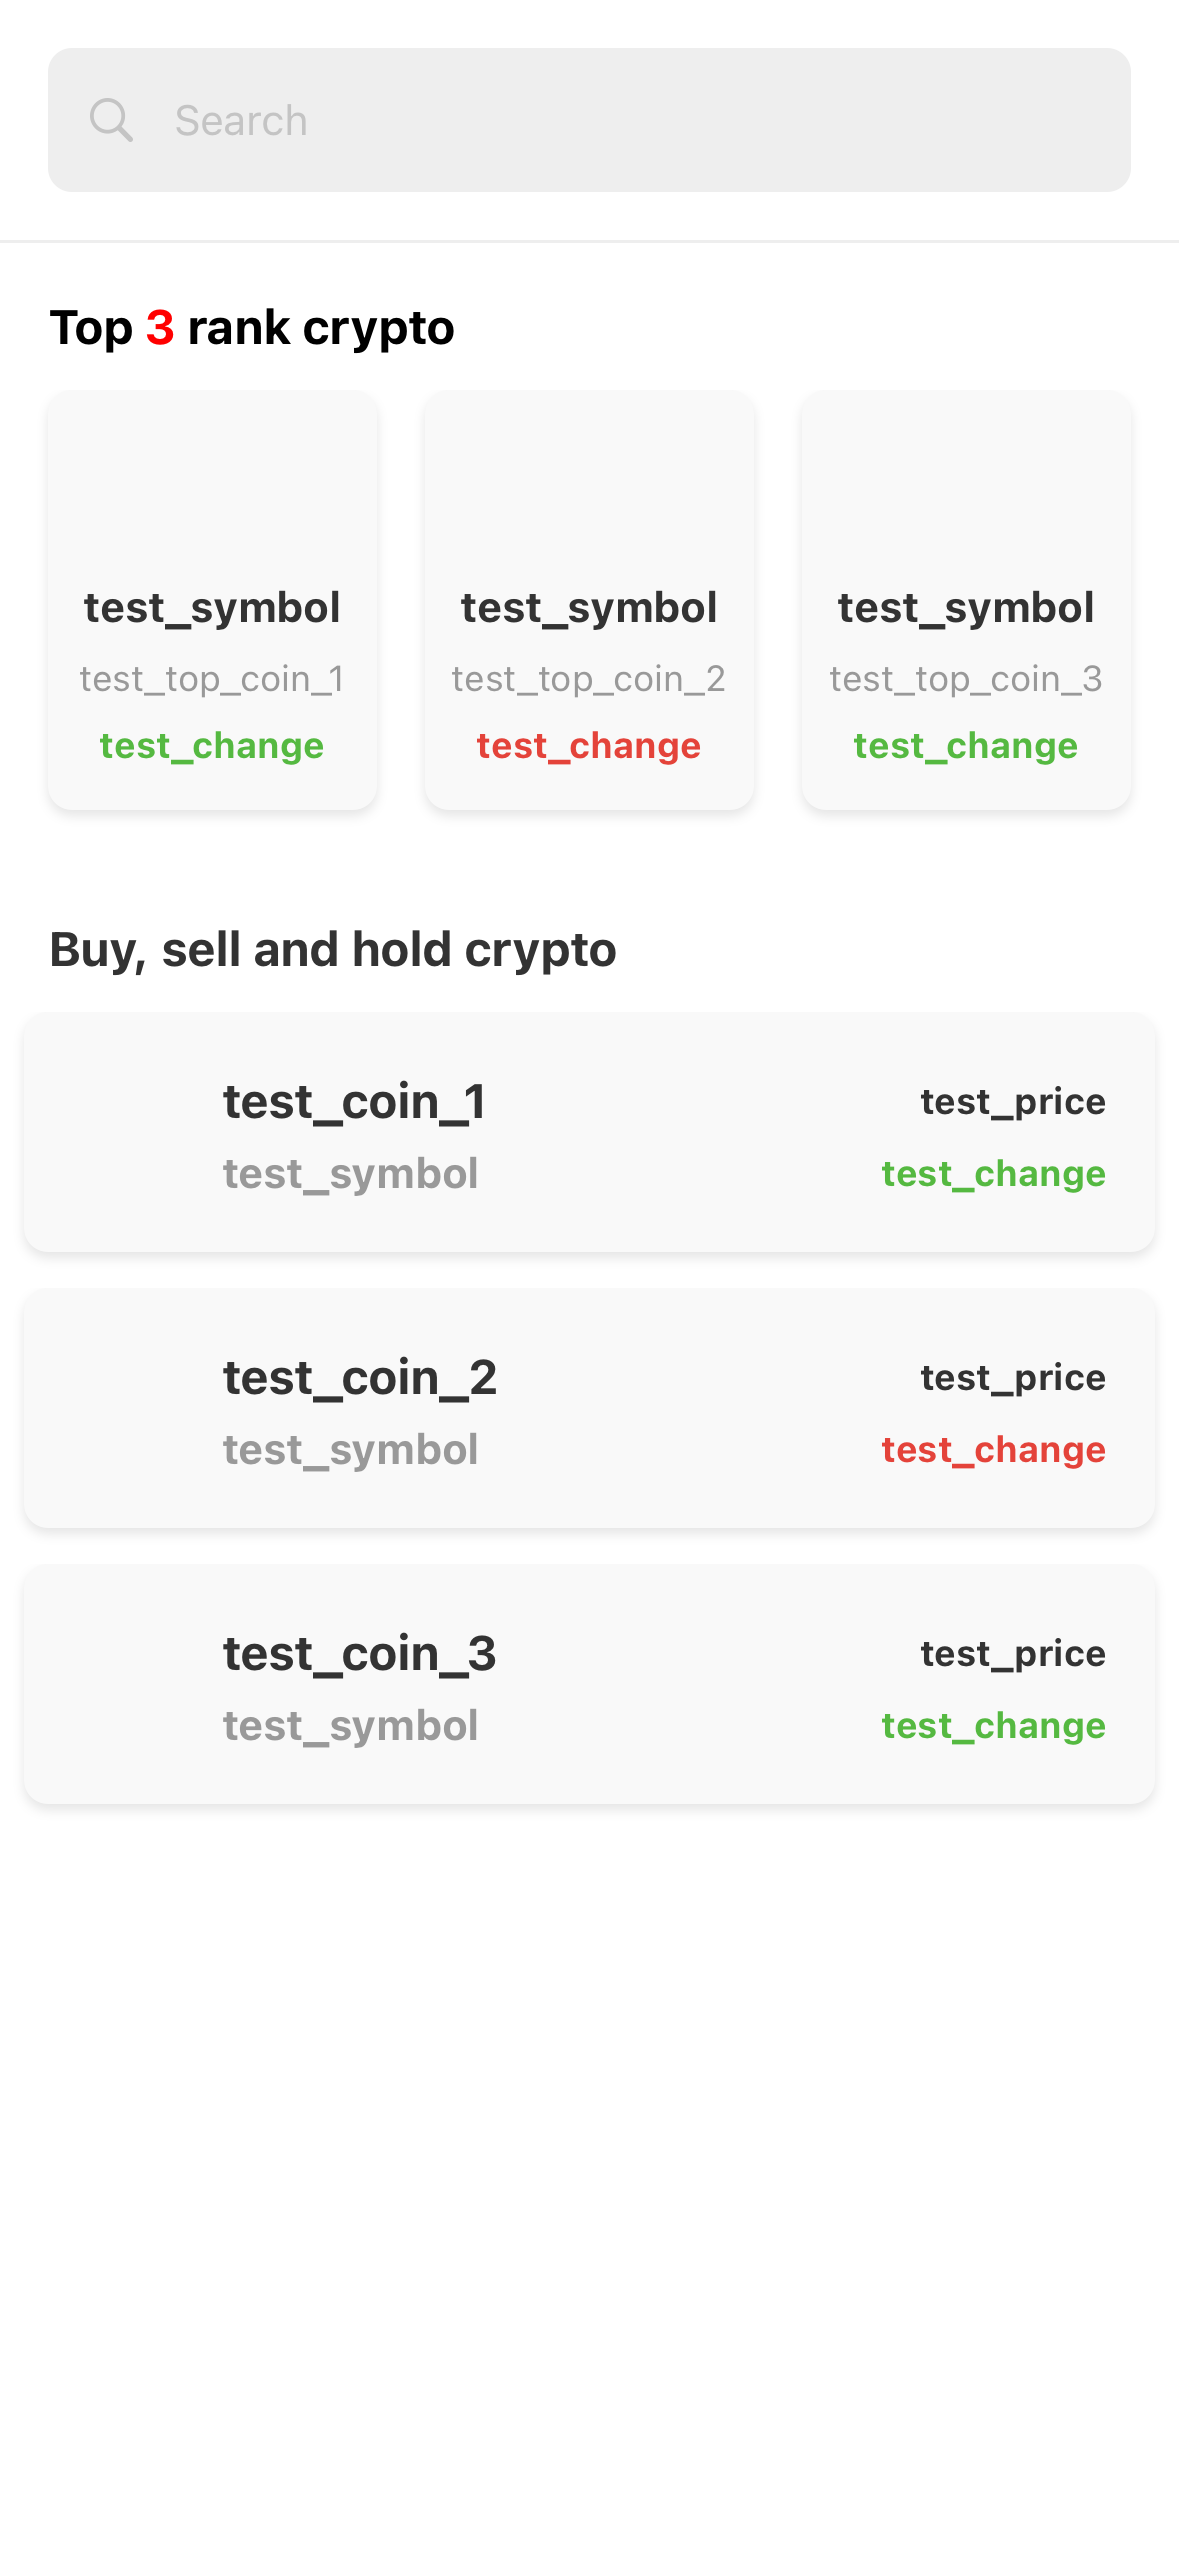 Search
Top 3 rank crypto
test_symbol
test_top_coin_1
test_change
test_symbol
test_top_coin_2
test_change
test_symbol
test_top_coin_3
test_change
Buy, sell and hold crypto
test_coin_1
test_price
test_symbol
test_change
test_coin_2
test_price
test_symbol
test_change
test_coin_3
test_price
test_symbol
test_change